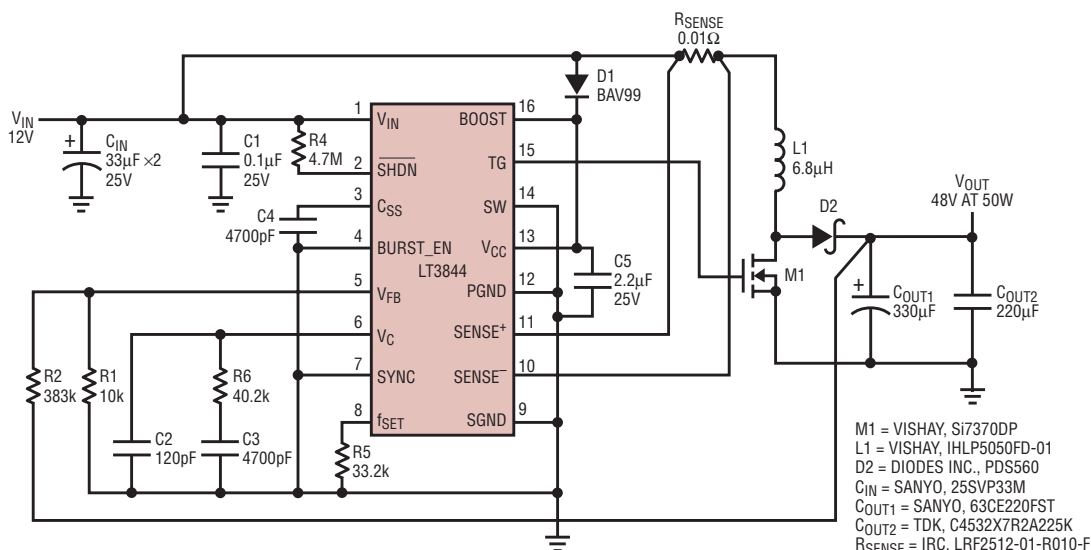 RSENSE
0.01Ω
D1
BAV99
VIN
12V
+
CIN
33µF ×2
25V
C1
0.1µF
25V
R4
4.7M
1
VIN
BOOST
16
L1
6.8µH
2
SHDN
TG
15
3
CSS
SW
14
VOUT
48V AT 50W
D2
C4
4700pF
4
BURST_EN
VCC
13
LT3844
C5
2.2µF
25V
M1
5
VFB
PGND
12
+
COUT1
330µF
COUT2
220µF
6
VC
SENSE+
11
R2
383k
R1
10k
R6
40.2k
7
SYNC
SENSE–
10
8
fSET
SGND
9
C2
120pF
C3
4700pF
R5
33.2k
M1 = VISHAY, Si7370DP
L1 = VISHAY, IHLP5050FD-01
D2 = DIODES INC., PDS560
CIN = SANYO, 25SVP33M
COUT1 = SANYO, 63CE220FST
COUT2 = TDK, C4532X7R2A225K
RSENSE = IRC, LRF2512-01-R010-F